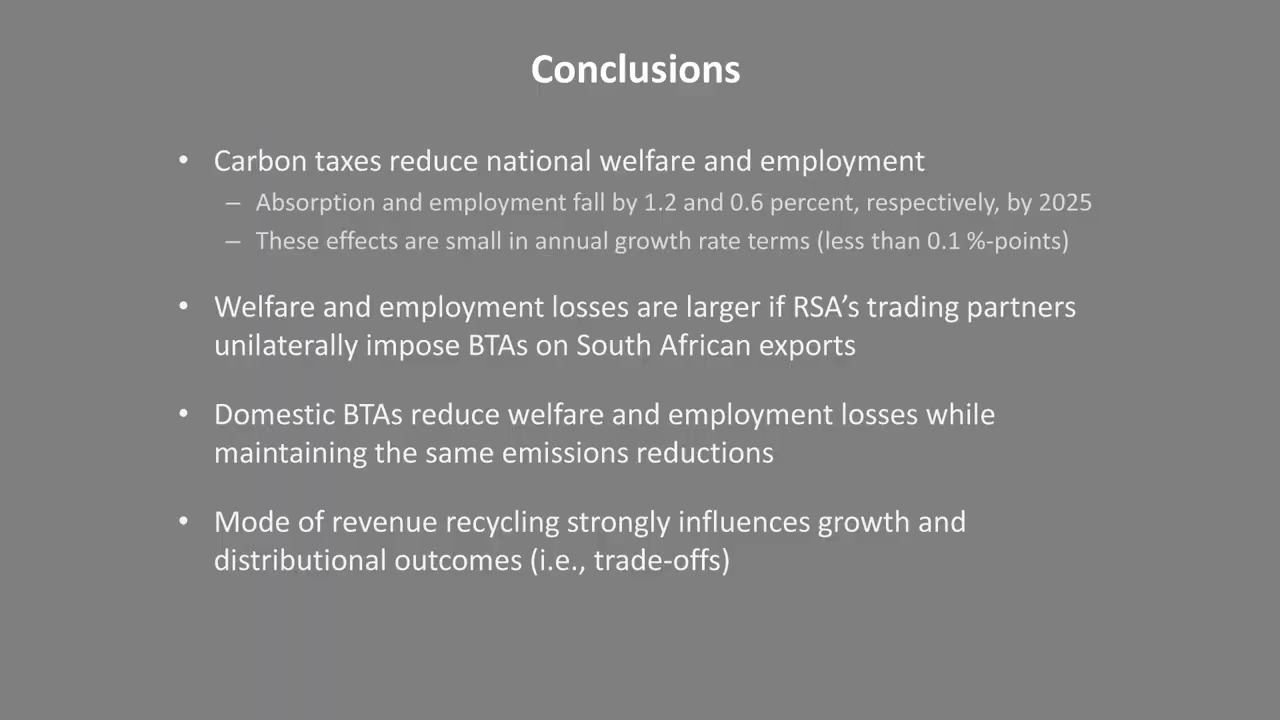 Conclusions
• Carbon taxes reduce national welfare and employment
– Absorption and employment fall by 1.2 and 0.6 percent, respectively, by 2025
– These effects are small in annual growth rate terms (less than 0.1 %-points)
• Welfare and employment losses are larger if RSA’s trading partners
unilaterally impose BTAs on South African exports
• Domestic BTAs reduce welfare and employment losses while
maintaining the same emissions reductions
• Mode of revenue recycling strongly influences growth and
distributional outcomes (i.e., trade-offs)